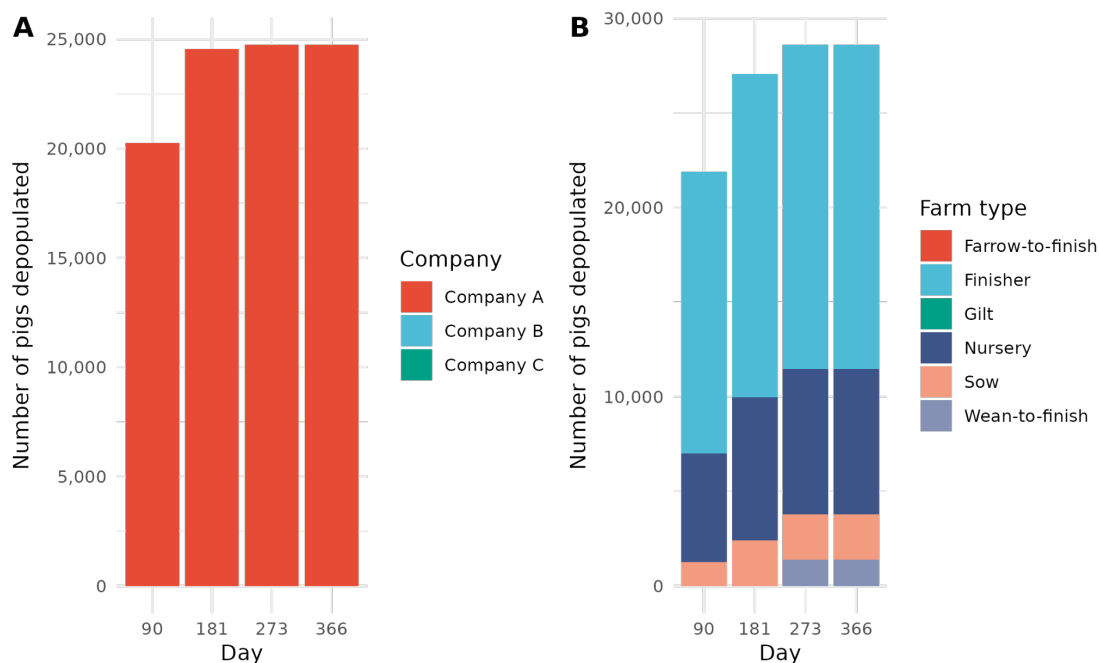 A
Number of pigs depopulated
25,000
20,000
15,000
10,000
5,000
0
90 181 273 366
Day
Company
Company A
Company B
Company C
B
Number of pigs depopulated
30,000
20,000
10,000
0
90 181 273 366
Day
Farm type
Farrow-to-finish
Finisher
Gilt
Nursery
Sow
Wean-to-finish